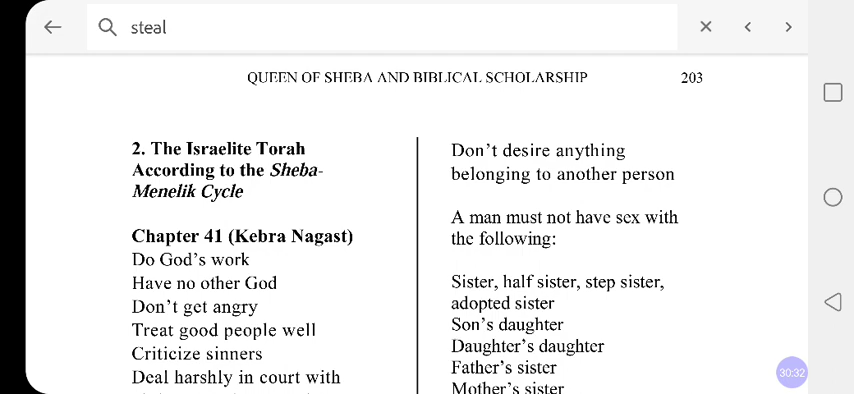 steal
QUEEN OF SHEBA AND BIBLICAL SCHOLARSHIP 203
2. The Israelite Torah
According to the Sheba-
Menelik Cycle
Chapter 41 (Kebra Nagast)
Do God's work
Have no other God
Don't get angry
Treat good people well
Criticize sinners
Deal harshly in court with
Don't desire anything
belonging to another person
A man must not have sex with
the following:
Sister, half sister, step sister,
adopted sister
Son's daughter
Daughter's daughter
Father's sister
Mother's sister
30:32